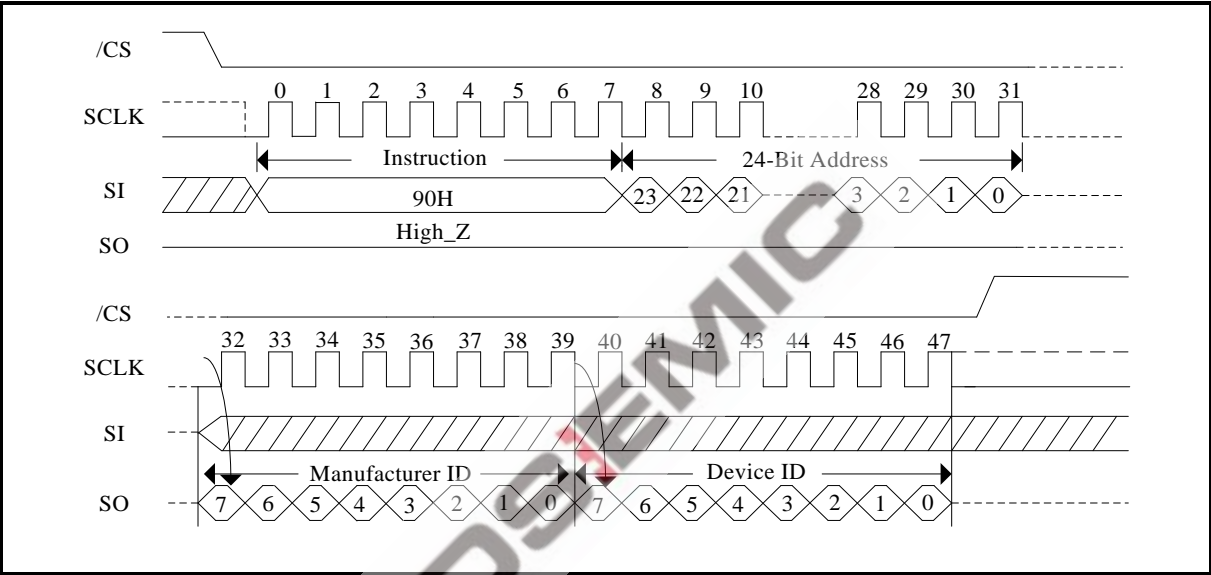 /CS
0 1 2 3 4 5 6 7 8 9 10 28 29 30 31
SCLK
Instruction 24-Bit Address
SI 90H 23 22 21 3 2 1 0
High_Z
SO
/CS
32 33 34 35 36 37 38 39 40 41 42 43 44 45 46 47
SCLK
SI
Manufacturer ID Device ID
SO 7 6 5 4 3 2 1 0 7 6 5 4 3 2 1 0